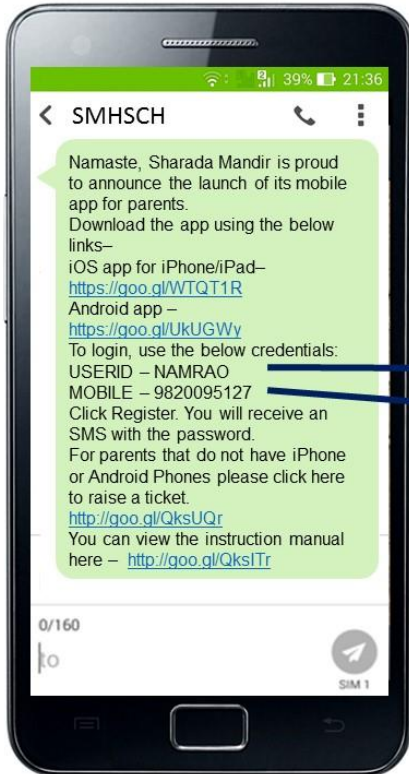 39% 21:36
SMHSCH
Namaste, Sharada Mandir is proud
to announce the launch of its mobile
app for parents.
Download the app using the below
links–
iOS app for iPhone/iPad–
https://goo.gl/WTQT1R
Android app –
https://goo.gl/UkUGWy
To login, use the below credentials:
USERID – NAMRAO
MOBILE – 9820095127
Click Register. You will receive an
SMS with the password.
For parents that do not have iPhone
or Android Phones please click here
to raise a ticket.
http://goo.gl/QksUQr
You can view the instruction manual
here – http://goo.gl/QksITr
0/160
to
SIM 1